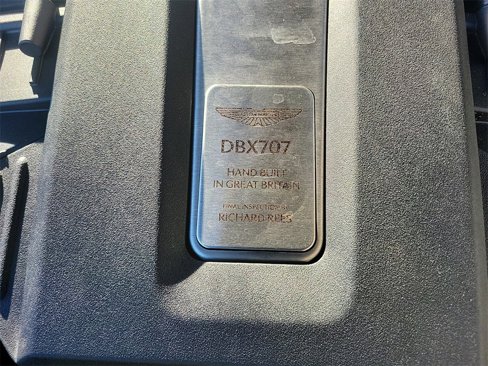 DBX707
HAND BUILT
IN GREAT BRITAIN
FINAL INSPECTION BY
RICHARD REES